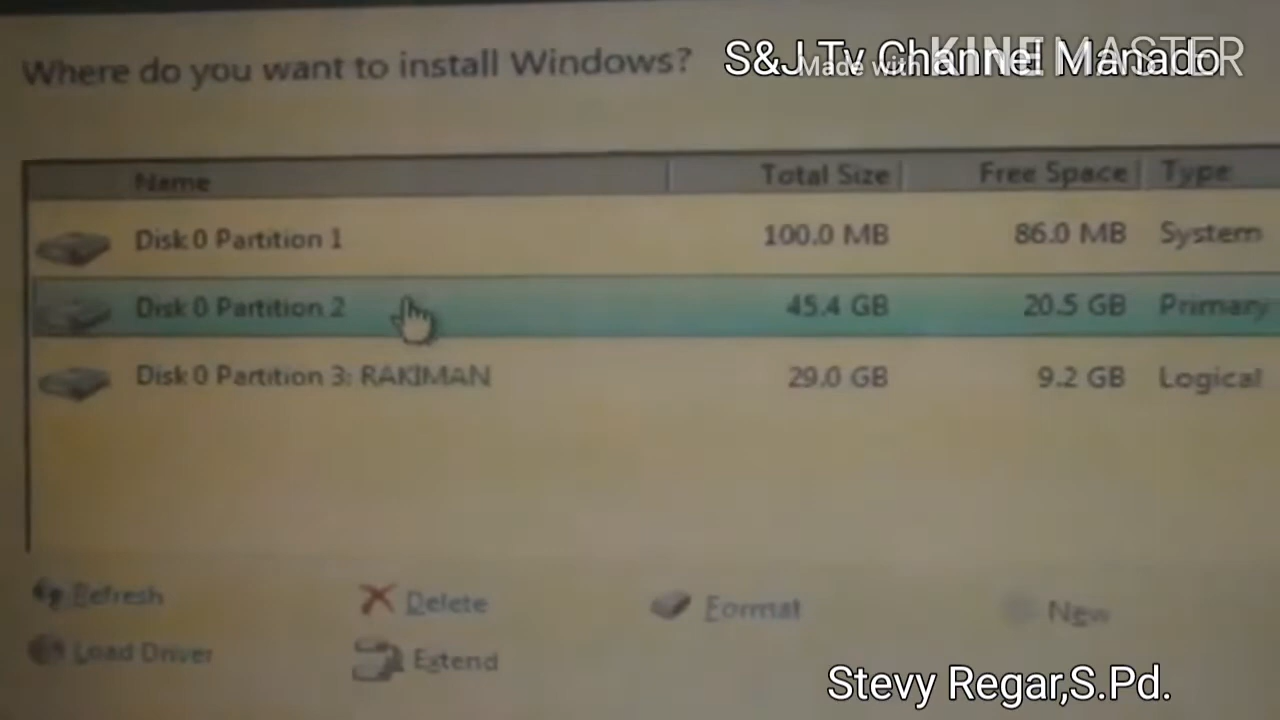 Where do you want to install Windows?
S&J Tv Channel Manado
Made with KINEMASTER
Name Total Size Free Space Type
Disk 0 Partition 1 100.0 MB 86.0 MB System
Disk 0 Partition 2 45.4 GB 20.5 GB Primary
Disk 0 Partition 3: RAKIMAN 29.0 GB 9.2 GB Logical
Refresh Delete Format New
Load Driver Extend
Stevy Regar,S.Pd.